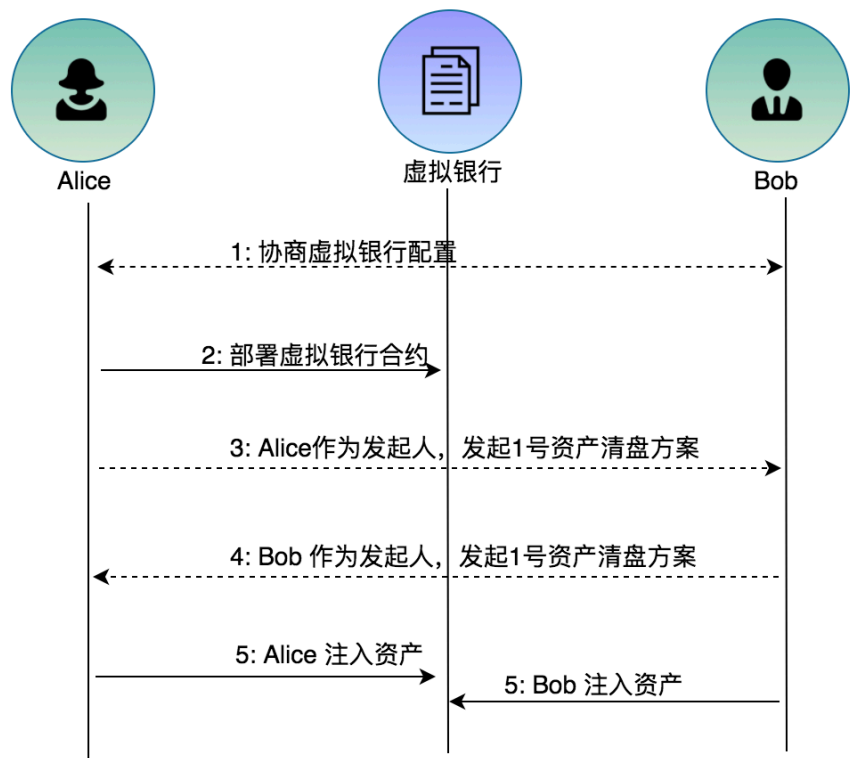 Alice
虚拟银行
Bob
1: 协商虚拟银行配置
2: 部署虚拟银行合约
3: Alice作为发起人，发起1号资产清盘方案
4: Bob 作为发起人，发起1号资产清盘方案
5: Alice 注入资产
5: Bob 注入资产